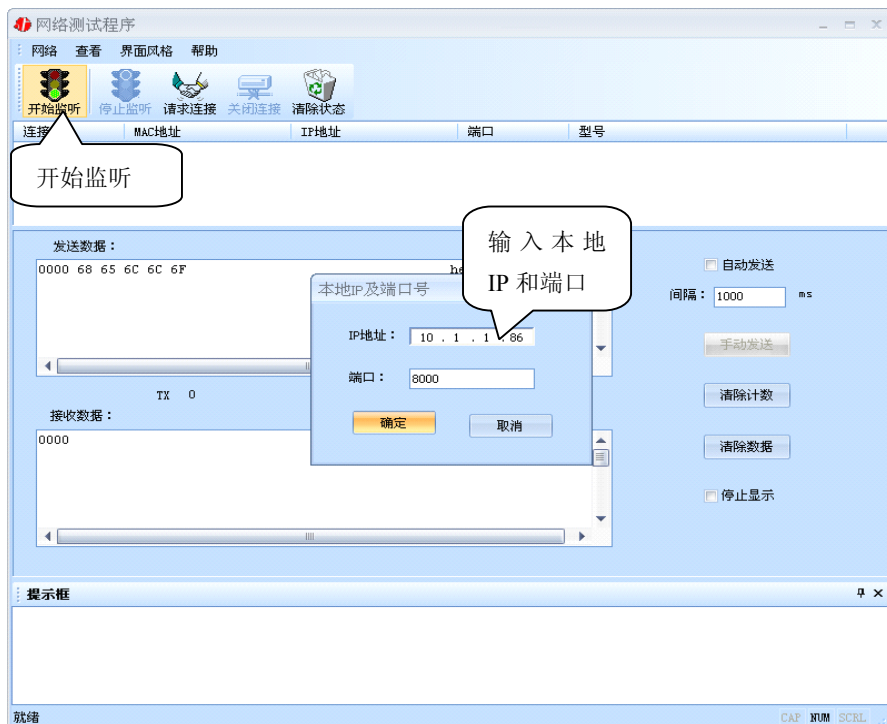 网络测试程序
网络 查看 界面风格 帮助
开始监听 停止监听 请求连接 关闭连接 清除状态
连接 MAC地址 IP地址 端口 型号
开始监听
输入本地
IP 和端口
发送数据：
0000 68 65 6C 6C 6F he
自动发送
间隔： 1000 ms
手动发送
本地IP及端口号
IP地址： 10 . 1 . 1 . 86
端口： 8000
确定 取消
TX 0
清除计数
接收数据：
0000
清除数据
停止显示
提示框
就绪
CAP NUM SCRL